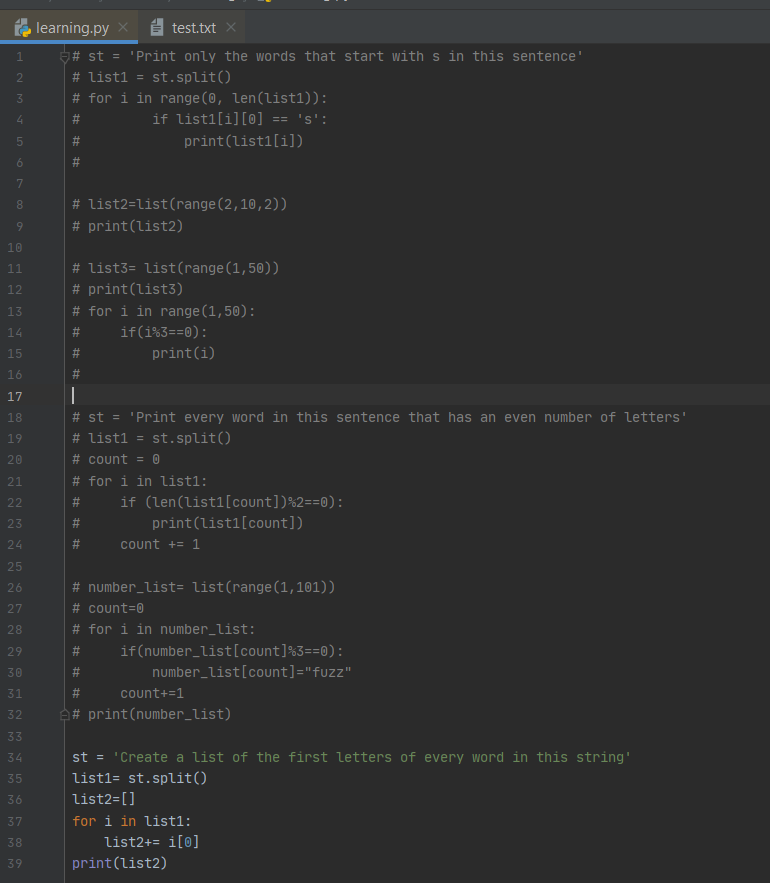 learning.py test.txt
1 # st = 'Print only the words that start with s in this sentence'
2 # list1 = st.split()
3 # for i in range(0, len(list1)):
4 #         if list1[i][0] == 's':
5 #             print(list1[i])
6 #
7
8 # list2=list(range(2,10,2))
9 # print(list2)
10
11 # list3= list(range(1,50))
12 # print(list3)
13 # for i in range(1,50):
14 #     if(i%3==0):
15 #         print(i)
16 #
17
18 # st = 'Print every word in this sentence that has an even number of letters'
19 # list1 = st.split()
20 # count = 0
21 # for i in list1:
22 #     if (len(list1[count])%2==0):
23 #         print(list1[count])
24 #     count += 1
25
26 # number_list= list(range(1,101))
27 # count=0
28 # for i in number_list:
29 #     if(number_list[count]%3==0):
30 #         number_list[count]="fuzz"
31 #     count+=1
32 # print(number_list)
33
34 st = 'Create a list of the first letters of every word in this string'
35 list1= st.split()
36 list2=[]
37 for i in list1:
38     list2+= i[0]
39 print(list2)